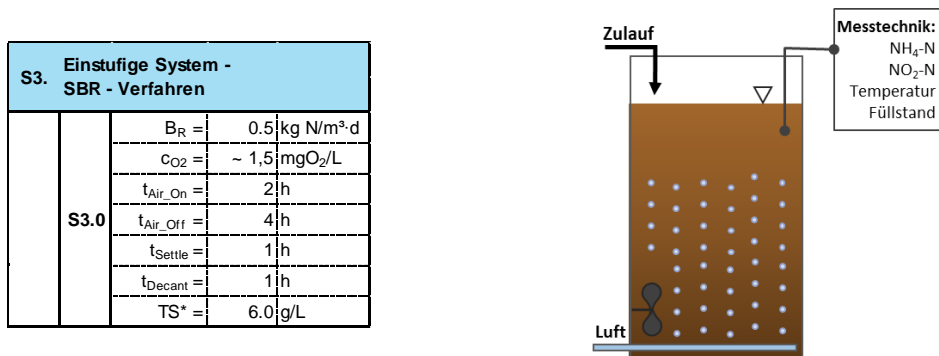 S3. Einstufige System -
SBR - Verfahren
S3.0
B_R = 0.5 kg N/m³·d
c_O2 = ~ 1,5 mgO₂/L
t_Air_On = 2 h
t_Air_Off = 4 h
t_Settle = 1 h
t_Decant = 1 h
TS* = 6.0 g/L
Zulauf
Messtechnik:
NH₄-N
NO₂-N
Temperatur
Füllstand
Luft